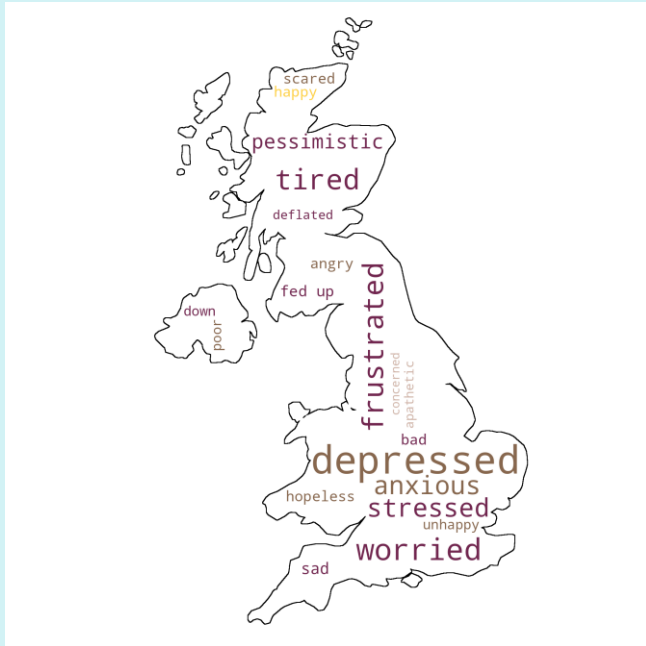 scared
happy
pessimistic
tired
deflated
angry
fed up
frustrated
down
poor
concerned
apathetic
bad
depressed
anxious
hopeless
stressed
unhappy
worried
sad